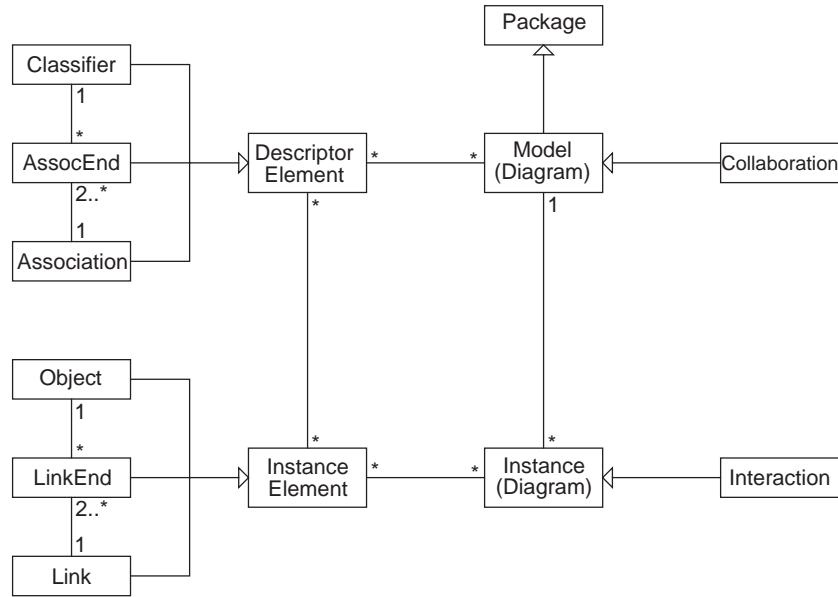 Package
Classifier
1
*
AssocEnd
2..*
1
Association
Descriptor
Element
*
*
*
Model
(Diagram)
1
Collaboration
Object
1
*
LinkEnd
2..*
1
Link
*
Instance
Element
*
*
*
Instance
(Diagram)
Interaction